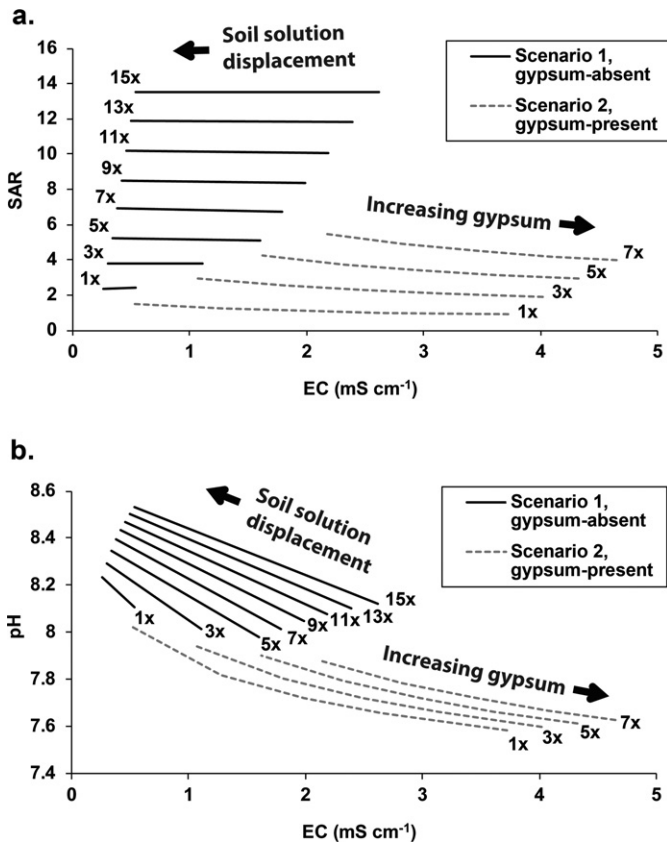 a.
Soil solution
displacement
Scenario 1,
gypsum-absent
Scenario 2,
gypsum-present
16
14
12
10
8
6
4
2
0
SAR
15x
13x
11x
9x
7x
5x
3x
1x
Increasing gypsum
7x
5x
3x
1x
0
1
2
3
4
5
EC (mS cm⁻¹)
b.
Soil solution
displacement
Scenario 1,
gypsum-absent
Scenario 2,
gypsum-present
8.6
8.4
8.2
8
7.8
7.6
7.4
pH
15x
13x
11x
9x
7x
5x
3x
1x
Increasing gypsum
7x
5x
3x
1x
0
1
2
3
4
5
EC (mS cm⁻¹)